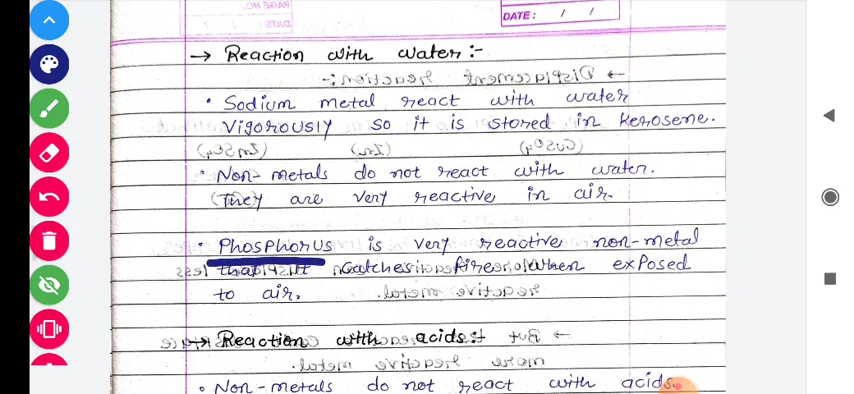 DATE: / /
→ Reaction with water:-
• Sodium metal react with water
Vigorously so it is stored in kerosene.
• Non-metals do not react with water.
(They are very reactive in air.
• Phosphorus is very reactive non-metal
that it catches fire when exposed
to air.
→ Reaction with acids:-
• Non-metals do not react with acids.